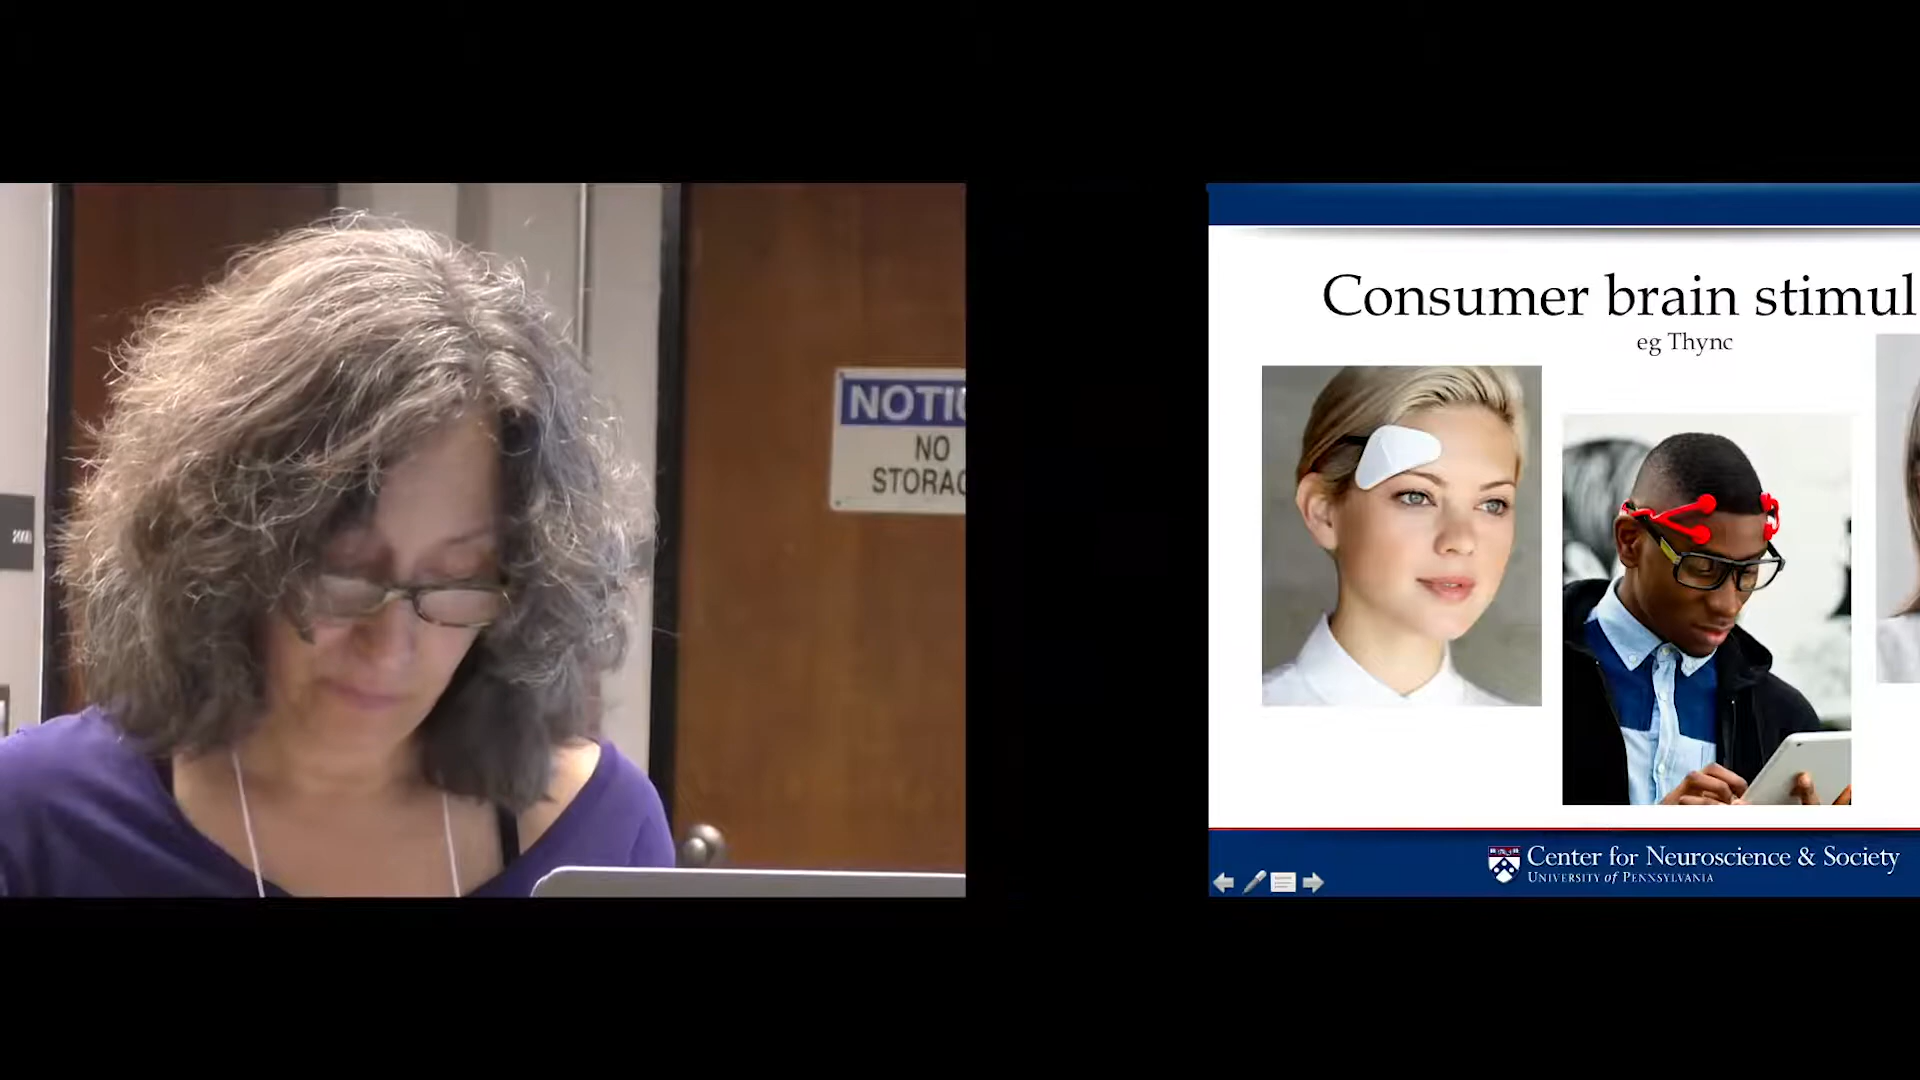 NOTIC
NO
STORAG
Consumer brain stimul
eg Thync
Center for Neuroscience & Society
UNIVERSITY of PENNSYLVANIA